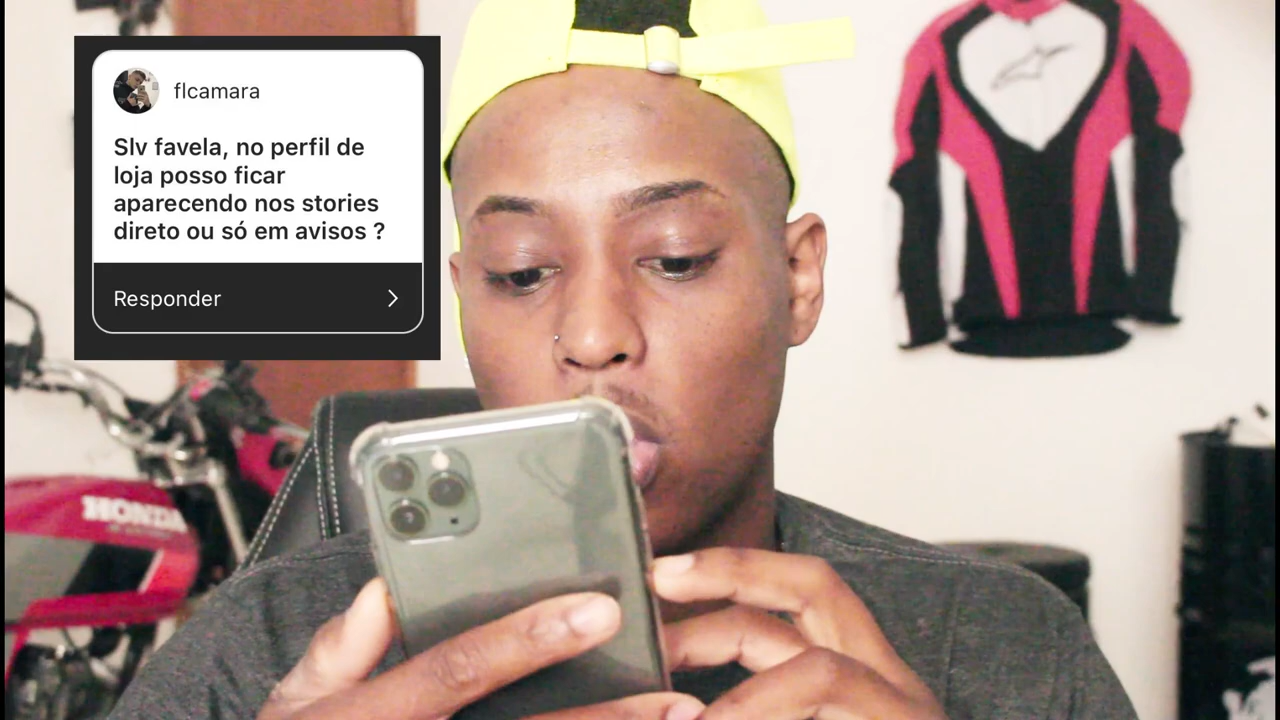 flcamara
Slv favela, no perfil de
loja posso ficar
aparecendo nos stories
direto ou só em avisos ?
Responder
HONDA